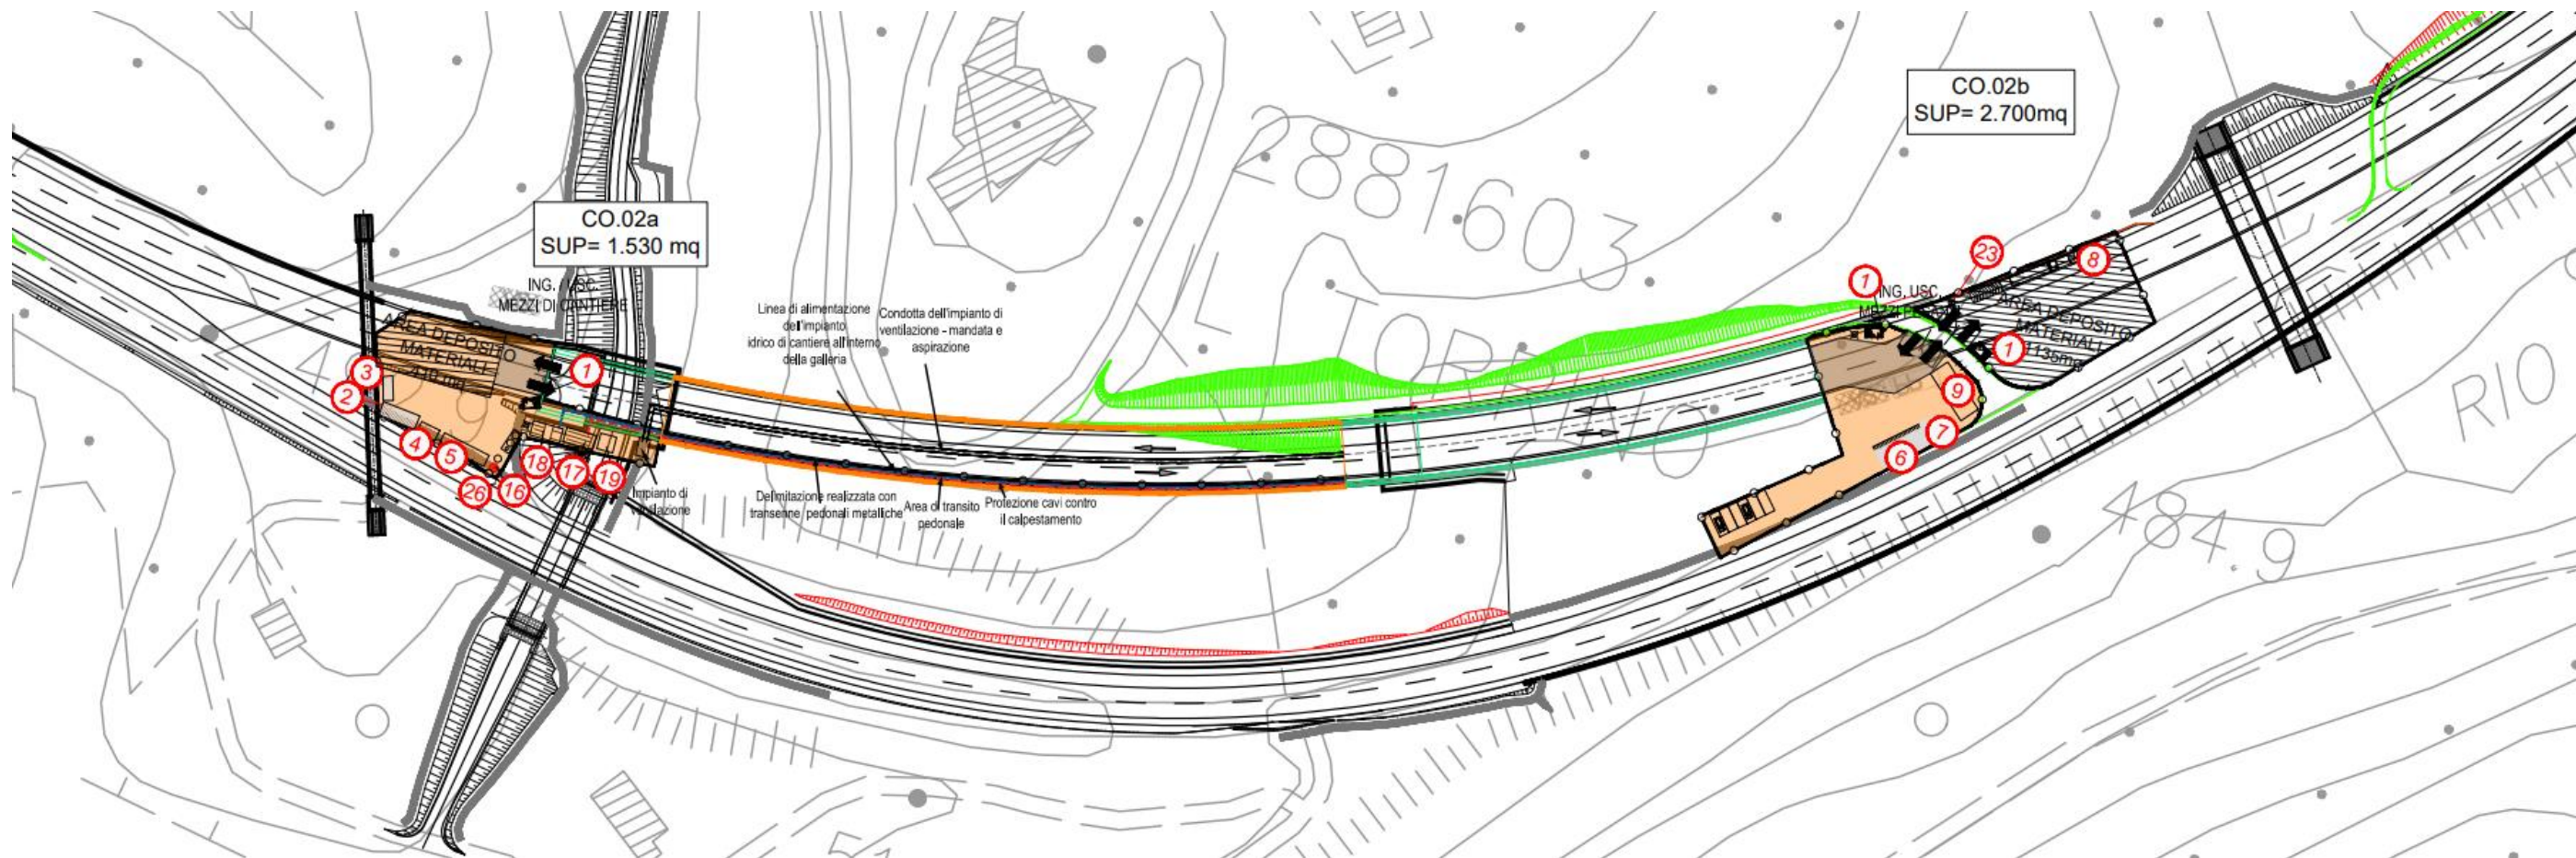 CO.02b
SUP= 2.700mq
CO.02a
SUP= 1.530 mq
ING. / USC.
MEZZI DI CANTIERE
AREA DEPOSITO
MATERIALI
Linea di alimentazione
dell'impianto
idrico di cantiere all'interno
della galleria
Condotta dell'impianto di
ventilazione - mandata e
aspirazione
288160
3
ING. USC.
AREA DEPOSITO
MATERIALI
1135mq
1
23
8
1
1
9
7
6
3
2
1
4
5
26
16
18
17
19
Impianto di
ventilazione
Delimitazione realizzata con
transenne pedonali metalliche
Area di transito
pedonale
Protezione cavi contro
il calpestamento
484.9
RIO